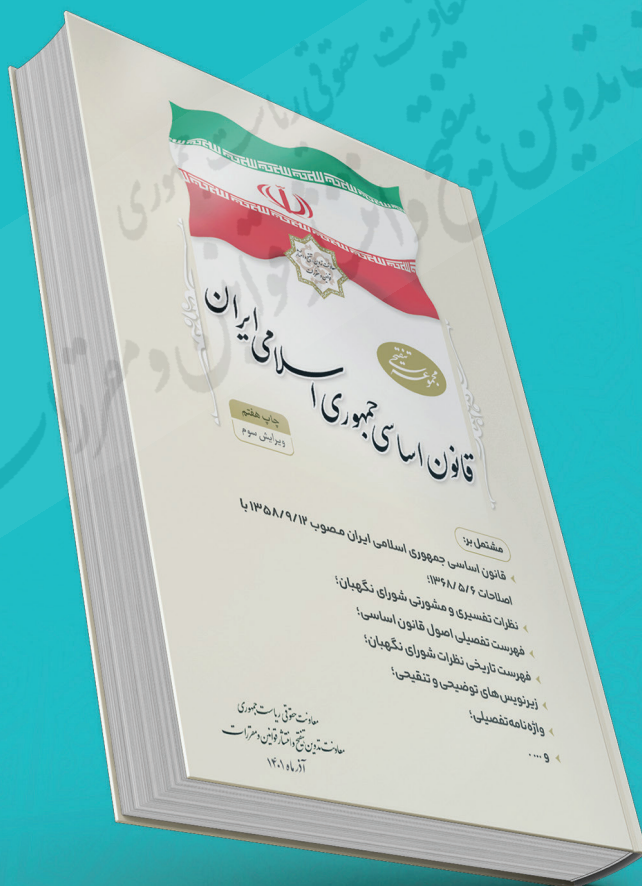 مجموعه تنقیحی
قانون اساسی جمهوری اسلامی ایران
چاپ هفتم
ویرایش سوم
مشتمل بر:
قانون اساسی جمهوری اسلامی ایران مصوب ۱۳۵۸/۹/۱۲ با
اصلاحات ۱۳۶۸/۵/۶؛
نظرات تفسیری و مشورتی شورای نگهبان؛
فهرست تفصیلی اصول قانون اساسی؛
فهرست تاریخی نظرات شورای نگهبان؛
زیرنویس‌های توضیحی و تنقیحی؛
واژه‌نامه تفصیلی؛
و ....
معاونت حقوقی ریاست جمهوری
معاونت تدوین، تنقیح و انتشار قوانین و مقررات
آذر ماه ۱۴۰۱